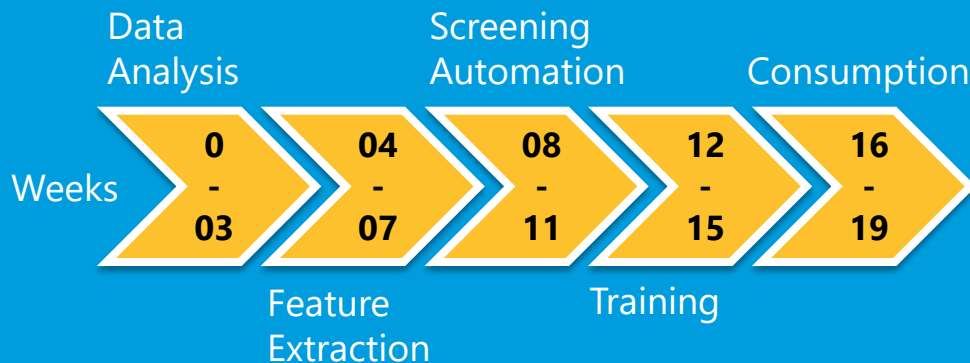 Data
Analysis
Screening
Automation
Consumption
Weeks
0
-
03
04
-
07
08
-
11
12
-
15
16
-
19
Feature
Extraction
Training